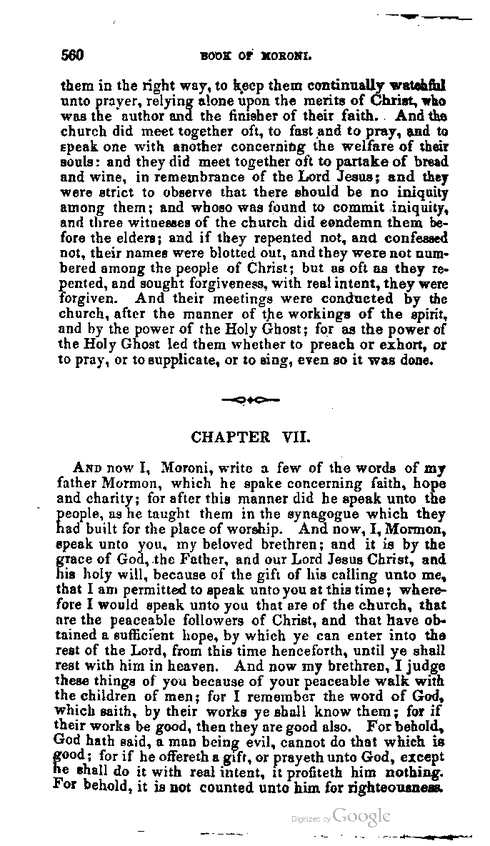 560 BOOK OF MORONI.
them in the right way, to keep them continually watchful
unto prayer, relying alone upon the merits of Christ, who
was the author and the finisher of their faith. And the
church did meet together oft, to fast and to pray, and to
speak one with another concerning the welfare of their
souls: and they did meet together oft to partake of bread
and wine, in remembrance of the Lord Jesus; and they
were strict to observe that there should be no iniquity
among them; and whoso was found to commit iniquity,
and three witnesses of the church did condemn them be-
fore the elders; and if they repented not, and confessed
not, their names were blotted out, and they were not num-
bered among the people of Christ; but as oft as they re-
pented, and sought forgiveness, with real intent, they were
forgiven. And their meetings were conducted by the
church, after the manner of the workings of the spirit,
and by the power of the Holy Ghost; for as the power of
the Holy Ghost led them whether to preach or exhort, or
to pray, or to supplicate, or to sing, even so it was done.
CHAPTER VII.
AND now I, Moroni, write a few of the words of my
father Mormon, which he spake concerning faith, hope
and charity; for after this manner did he speak unto the
people, as he taught them in the synagogue which they
had built for the place of worship. And now, I, Mormon,
speak unto you, my beloved brethren; and it is by the
grace of God, the Father, and our Lord Jesus Christ, and
his holy will, because of the gift of his calling unto me,
that I am permitted to speak unto you at this time; where-
fore I would speak unto you that are of the church, that
are the peaceable followers of Christ, and that have ob-
tained a sufficient hope, by which ye can enter into the
rest of the Lord, from this time henceforth, until ye shall
rest with him in heaven. And now my brethren, I judge
these things of you because of your peaceable walk with
the children of men; for I remember the word of God,
which saith, by their works ye shall know them; for if
their works be good, then they are good also. For behold,
God hath said, a man being evil, cannot do that which is
good; for if he offereth a gift, or prayeth unto God, except
he shall do it with real intent, it profiteth him nothing.
For behold, it is not counted unto him for righteousness.
Digitized by Google